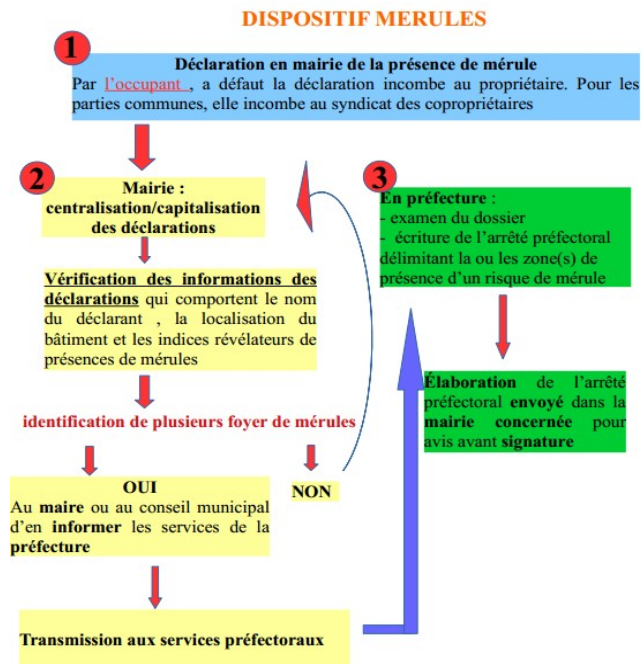 DISPOSITIF MERULES
1
Déclaration en mairie de la présence de mérule
Par l'occupant , a défaut la déclaration incombe au propriétaire. Pour les
parties communes, elle incombe au syndicat des copropriétaires
2
Mairie :
centralisation/capitalisation
des déclarations
Vérification des informations des
déclarations qui comportent le nom
du déclarant , la localisation du
bâtiment et les indices révélateurs de
présences de mérules
identification de plusieurs foyer de mérules
OUI
Au maire ou au conseil municipal
d'en informer les services de la
préfecture
NON
Transmission aux services préfectoraux
3
En préfecture :
- examen du dossier
- écriture de l'arrêté préfectoral
délimitant la ou les zone(s) de
présence d'un risque de mérule
Élaboration de l'arrêté
préfectoral envoyé dans la
mairie concernée pour
avis avant signature